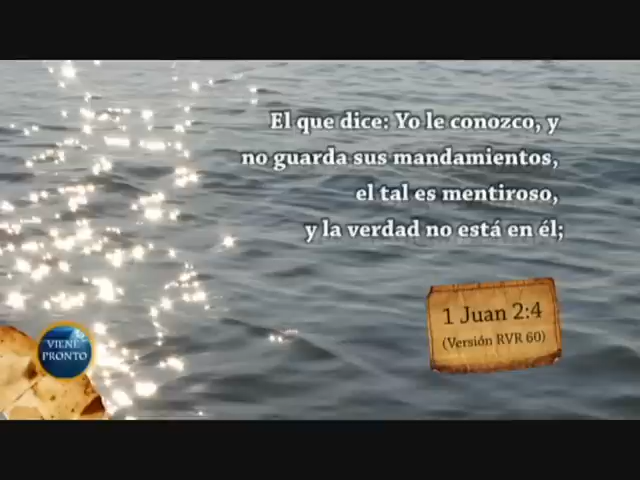 El que dice: Yo le conozco, y
no guarda sus mandamientos,
el tal es mentiroso,
y la verdad no está en él;
1 Juan 2:4
(Versión RVR 60)
VIENE
PRONTO